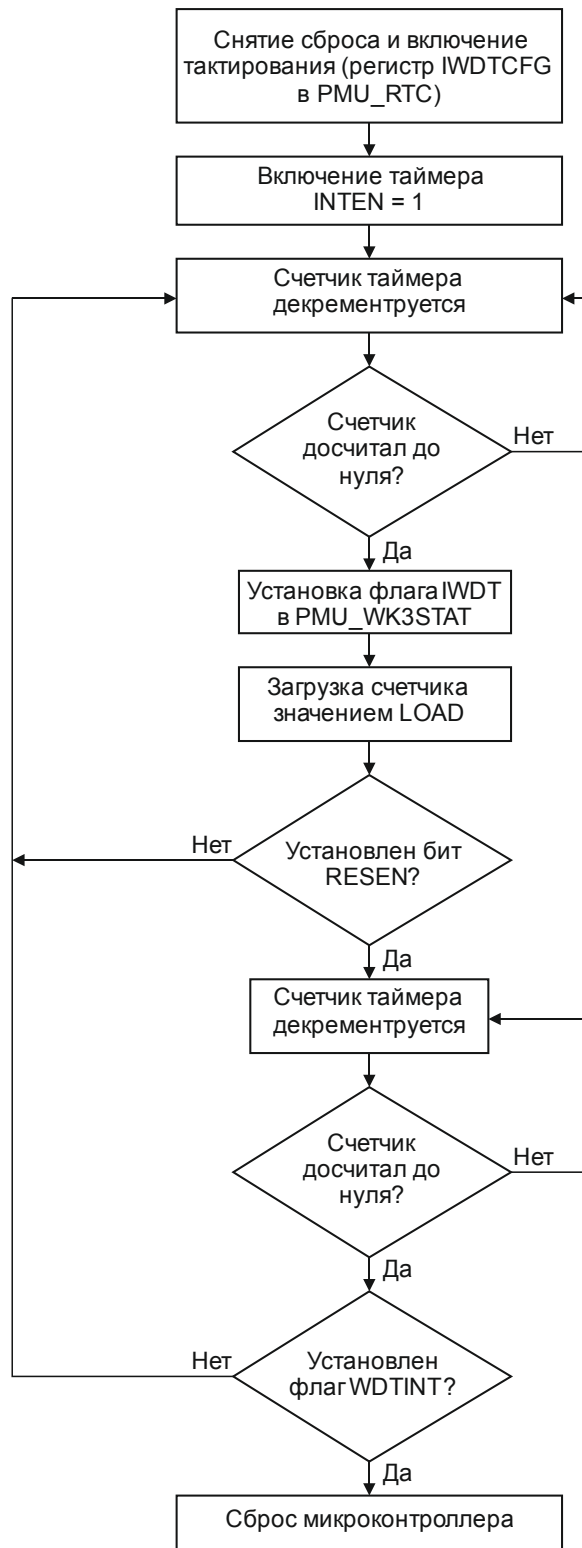 Снятие сброса и включение
тактирования (регистр IWDTCFG
в PMU_RTC)
Включение таймера
INTEN = 1
Счетчик таймера
декрементруется
Счетчик
досчитал до
нуля?
Нет
Да
Установка флага IWDT
в PMU_WK3STAT
Загрузка счетчика
значением LOAD
Нет
Установлен бит
RESEN?
Да
Счетчик таймера
декрементруется
Счетчик
досчитал до
нуля?
Нет
Да
Нет
Установлен
флаг WDTINT?
Да
Сброс микроконтроллера